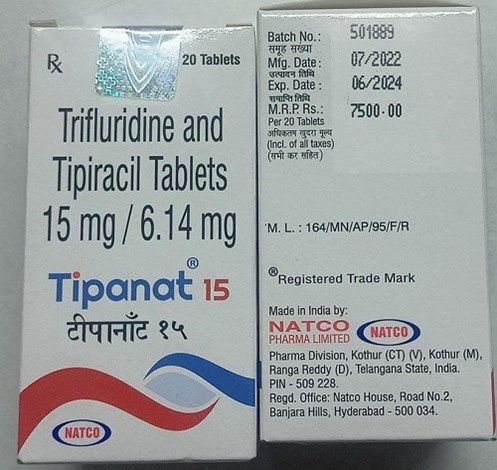 Rx
20 Tablets
Trifluridine and
Tipiracil Tablets
15 mg / 6.14 mg
Tipanat® 15
टीपानाँट १५
NATCO
Batch No.: 501889
समूह संख्या
Mfg. Date: 07/2022
उत्पादन तिथि
Exp. Date: 06/2024
समाप्ति तिथि
M.R.P. Rs.: 7500.00
Per 20 Tablets
अधिकतम खुदरा मूल्य
(Incl. of all taxes)
(सभी कर सहित)
M. L. : 164/MN/AP/95/F/R
®Registered Trade Mark
Made in India by:
NATCO
PHARMA LIMITED
NATCO
Pharma Division, Kothur (CT) (V), Kothur (M),
Ranga Reddy (D), Telangana State, India.
PIN - 509 228.
Regd. Office: Natco House, Road No.2,
Banjara Hills, Hyderabad - 500 034.